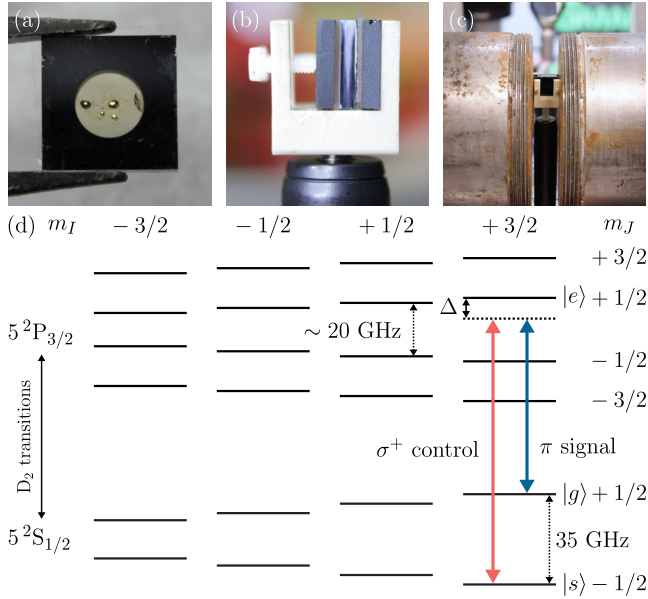 (a)
(b)
(c)
(d) m_I − 3/2 − 1/2 + 1/2 + 3/2 m_J
+ 3/2
|e⟩ + 1/2
Δ
5 ²P_{3/2}
∼ 20 GHz
− 1/2
− 3/2
D₂ transitions
σ⁺ control
π signal
|g⟩ + 1/2
5 ²S_{1/2}
35 GHz
|s⟩ − 1/2